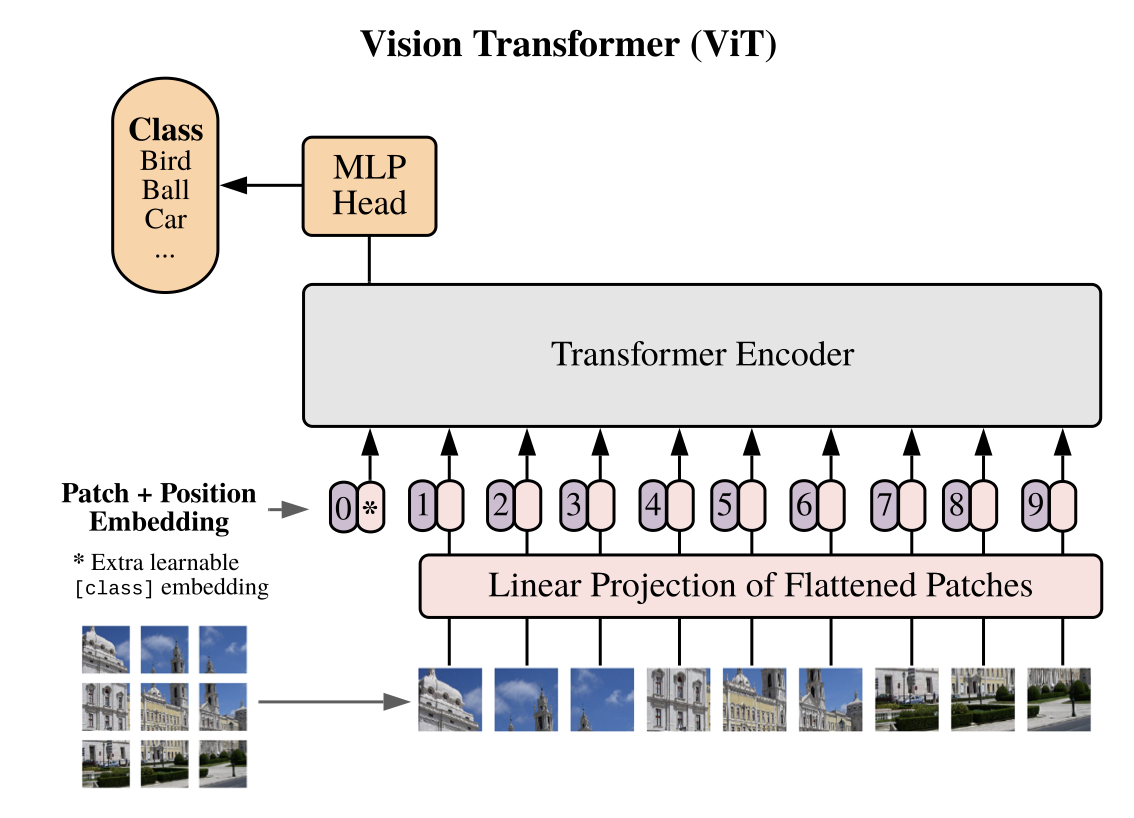 Vision Transformer (ViT)
Class
Bird
Ball
Car
...
MLP
Head
Transformer Encoder
Patch + Position
Embedding
* Extra learnable
[class] embedding
0 * 1 2 3 4 5 6 7 8 9
Linear Projection of Flattened Patches